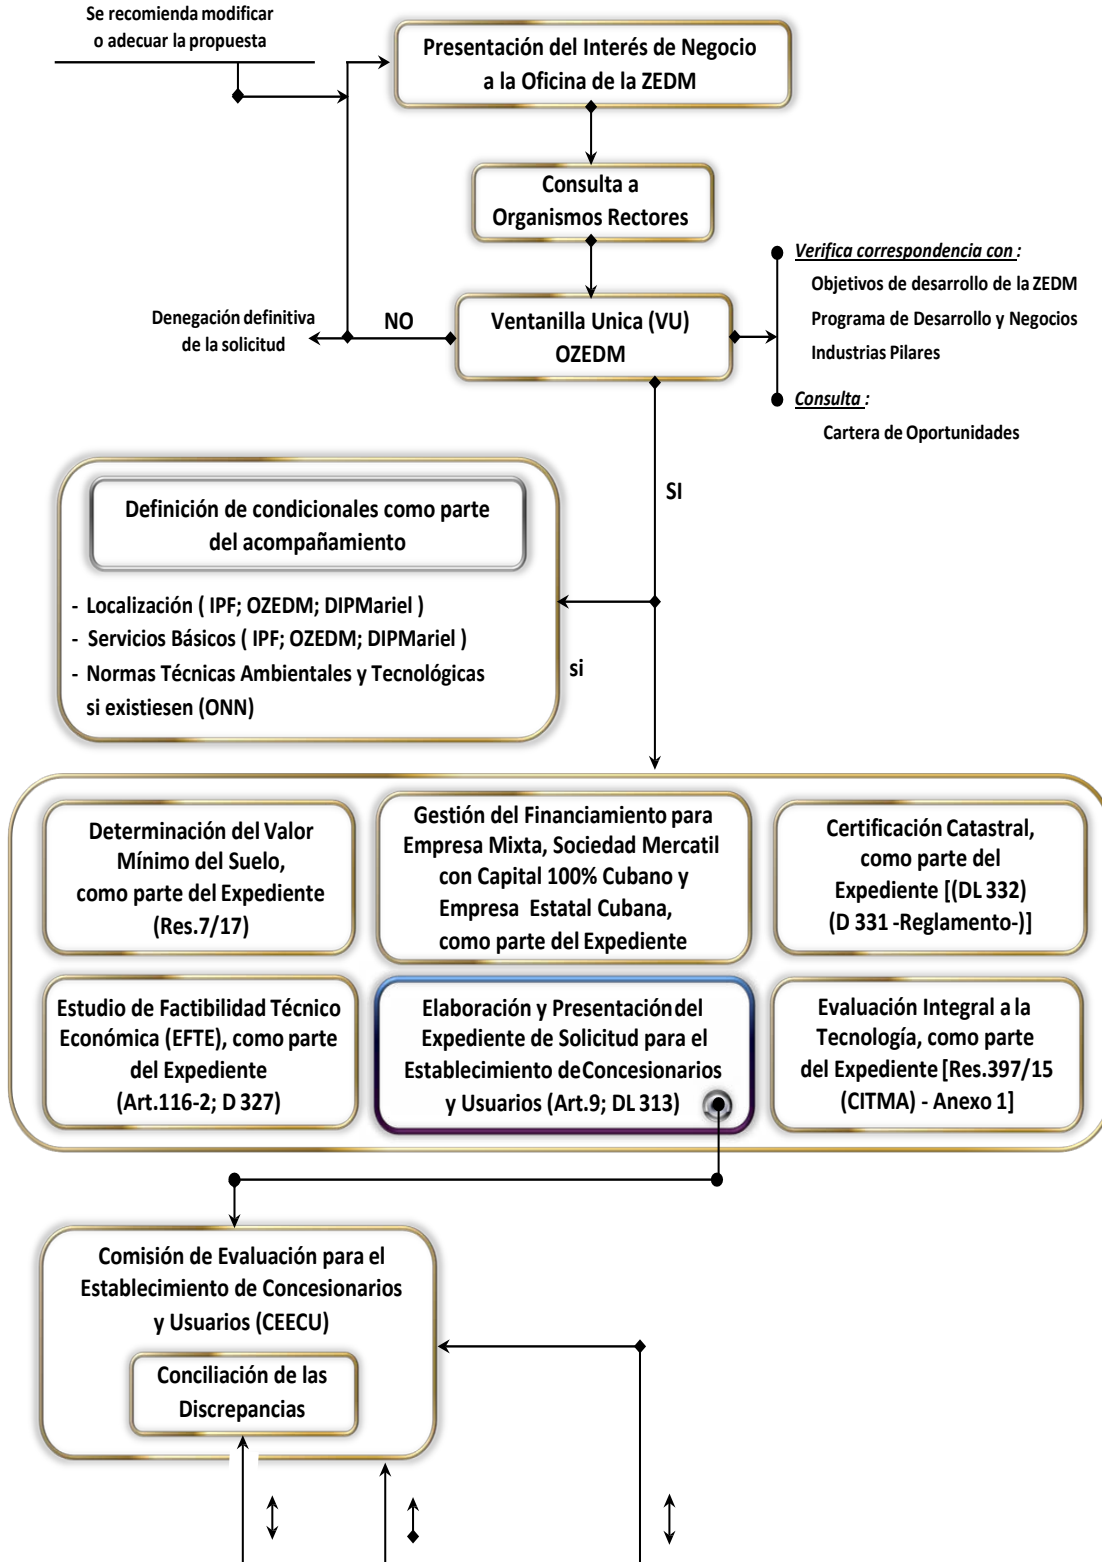 Se recomienda modificar
o adecuar la propuesta
Presentación del Interés de Negocio
a la Oficina de la ZEDM
Consulta a
Organismos Rectores
Verifica correspondencia con :
Objetivos de desarrollo de la ZEDM
Programa de Desarrollo y Negocios
Industrias Pilares
Consulta :
Cartera de Oportunidades
Ventanilla Unica (VU)
OZEDM
NO
Denegación definitiva
de la solicitud
SI
Definición de condicionales como parte
del acompañamiento
- Localización ( IPF; OZEDM; DIPMariel )
- Servicios Básicos ( IPF; OZEDM; DIPMariel )
- Normas Técnicas Ambientales y Tecnológicas
si existiesen (ONN)
si
Determinación del Valor
Mínimo del Suelo,
como parte del Expediente
(Res.7/17)
Gestión del Financiamiento para
Empresa Mixta, Sociedad Mercatil
con Capital 100% Cubano y
Empresa Estatal Cubana,
como parte del Expediente
Certificación Catastral,
como parte del
Expediente [(DL 332)
(D 331 -Reglamento-)]
Estudio de Factibilidad Técnico
Económica (EFTE), como parte
del Expediente
(Art.116-2; D 327)
Elaboración y Presentación del
Expediente de Solicitud para el
Establecimiento de Concesionarios
y Usuarios (Art.9; DL 313)
Evaluación Integral a la
Tecnología, como parte
del Expediente [Res.397/15
(CITMA) - Anexo 1]
Comisión de Evaluación para el
Establecimiento de Concesionarios
y Usuarios (CEECU)
Conciliación de las
Discrepancias